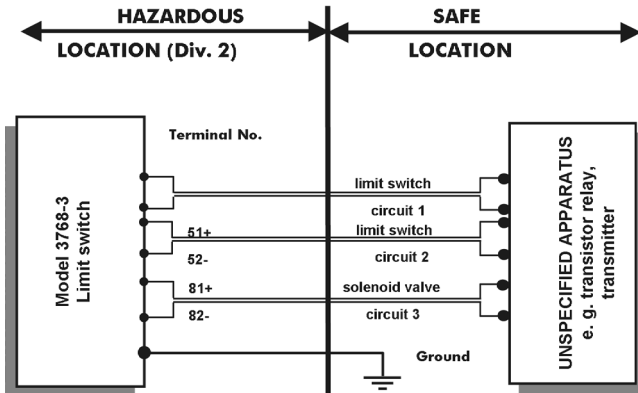 HAZARDOUS
LOCATION (Div. 2)
SAFE
LOCATION
Terminal No.
Model 3768-3
Limit switch
limit switch
circuit 1
51+
limit switch
52-
circuit 2
81+
solenoid valve
82-
circuit 3
Ground
UNSPECIFIED APPARATUS
e. g. transistor relay,
transmitter